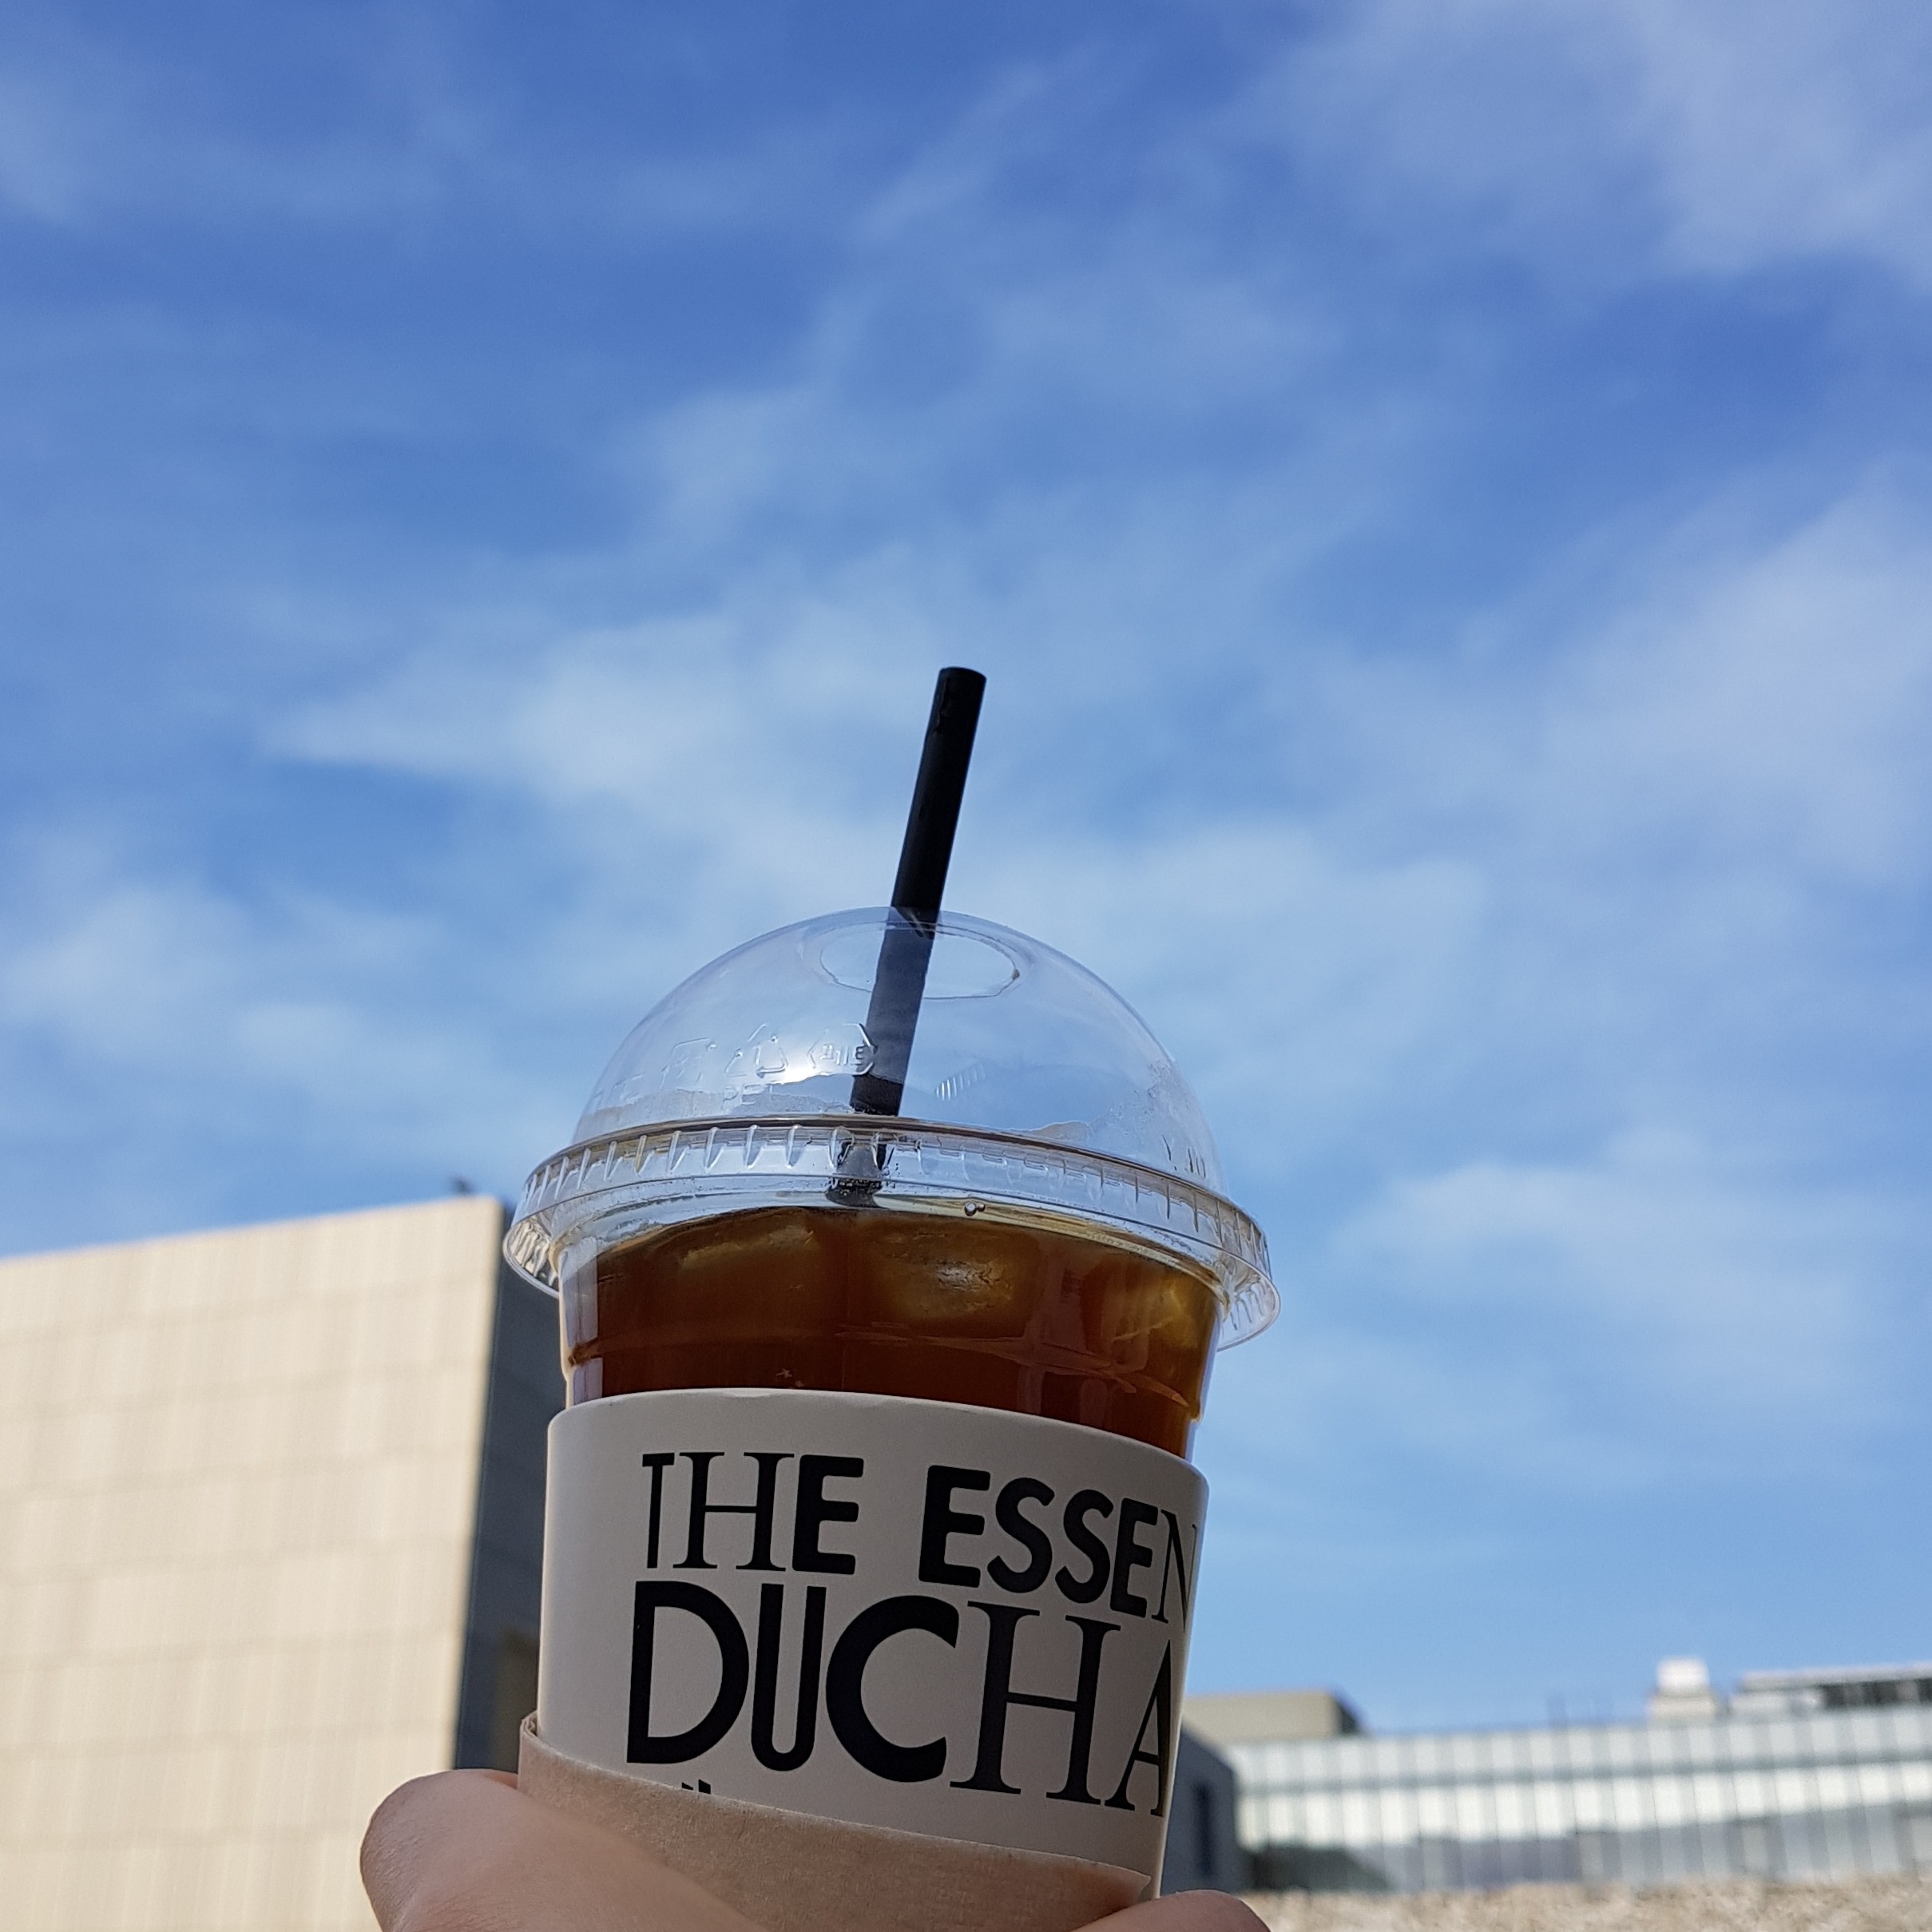 THE ESSEN
DUCHA